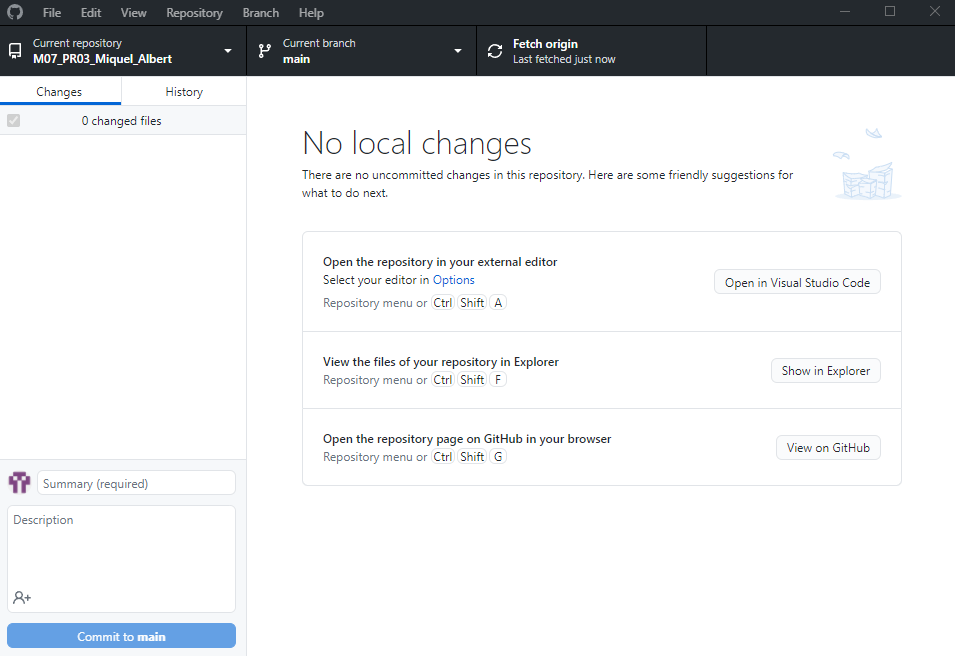 File Edit View Repository Branch Help
Current repository
M07_PR03_Miquel_Albert
Current branch
main
Fetch origin
Last fetched just now
Changes
History
0 changed files
No local changes
There are no uncommitted changes in this repository. Here are some friendly suggestions for
what to do next.
Open the repository in your external editor
Select your editor in Options
Repository menu or Ctrl Shift A
Open in Visual Studio Code
View the files of your repository in Explorer
Repository menu or Ctrl Shift F
Show in Explorer
Open the repository page on GitHub in your browser
Repository menu or Ctrl Shift G
View on GitHub
Summary (required)
Description
Commit to main